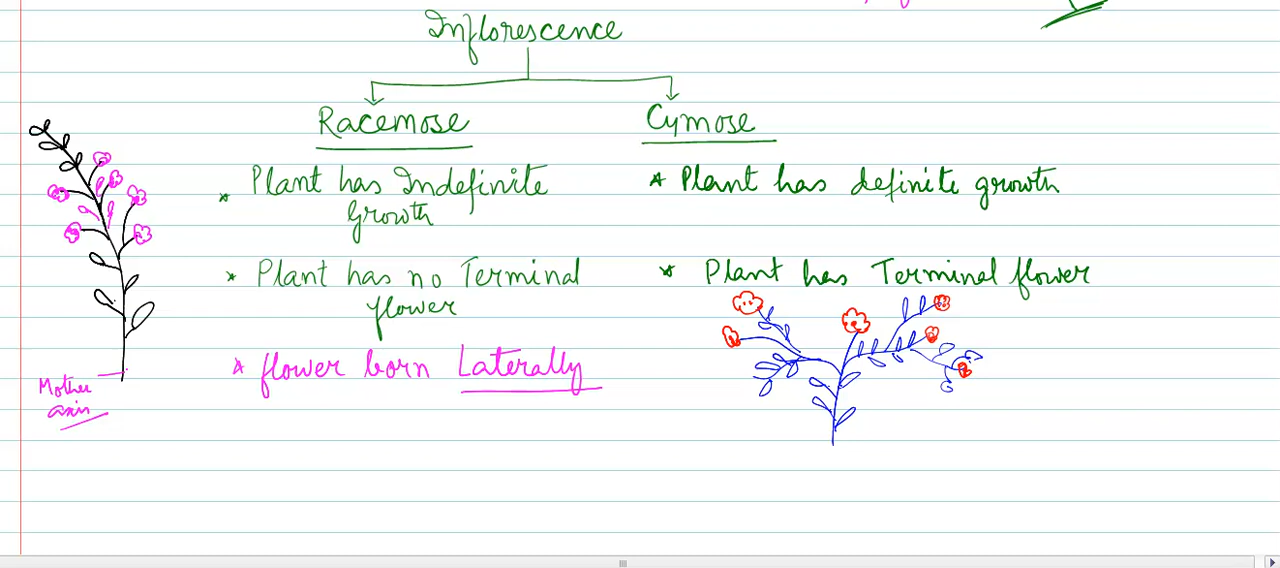 Inflorescence
Racemose
Cymose
* Plant has Indefinite
Growth
* Plant has definite growth
* Plant has no Terminal
flower
* Plant has Terminal flower
* flower born Laterally
Mother
axis